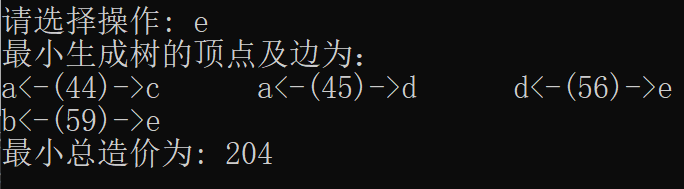 请选择操作: e
最小生成树的顶点及边为:
a<-(44)->c a<-(45)->d d<-(56)->e
b<-(59)->e
最小总造价为: 204